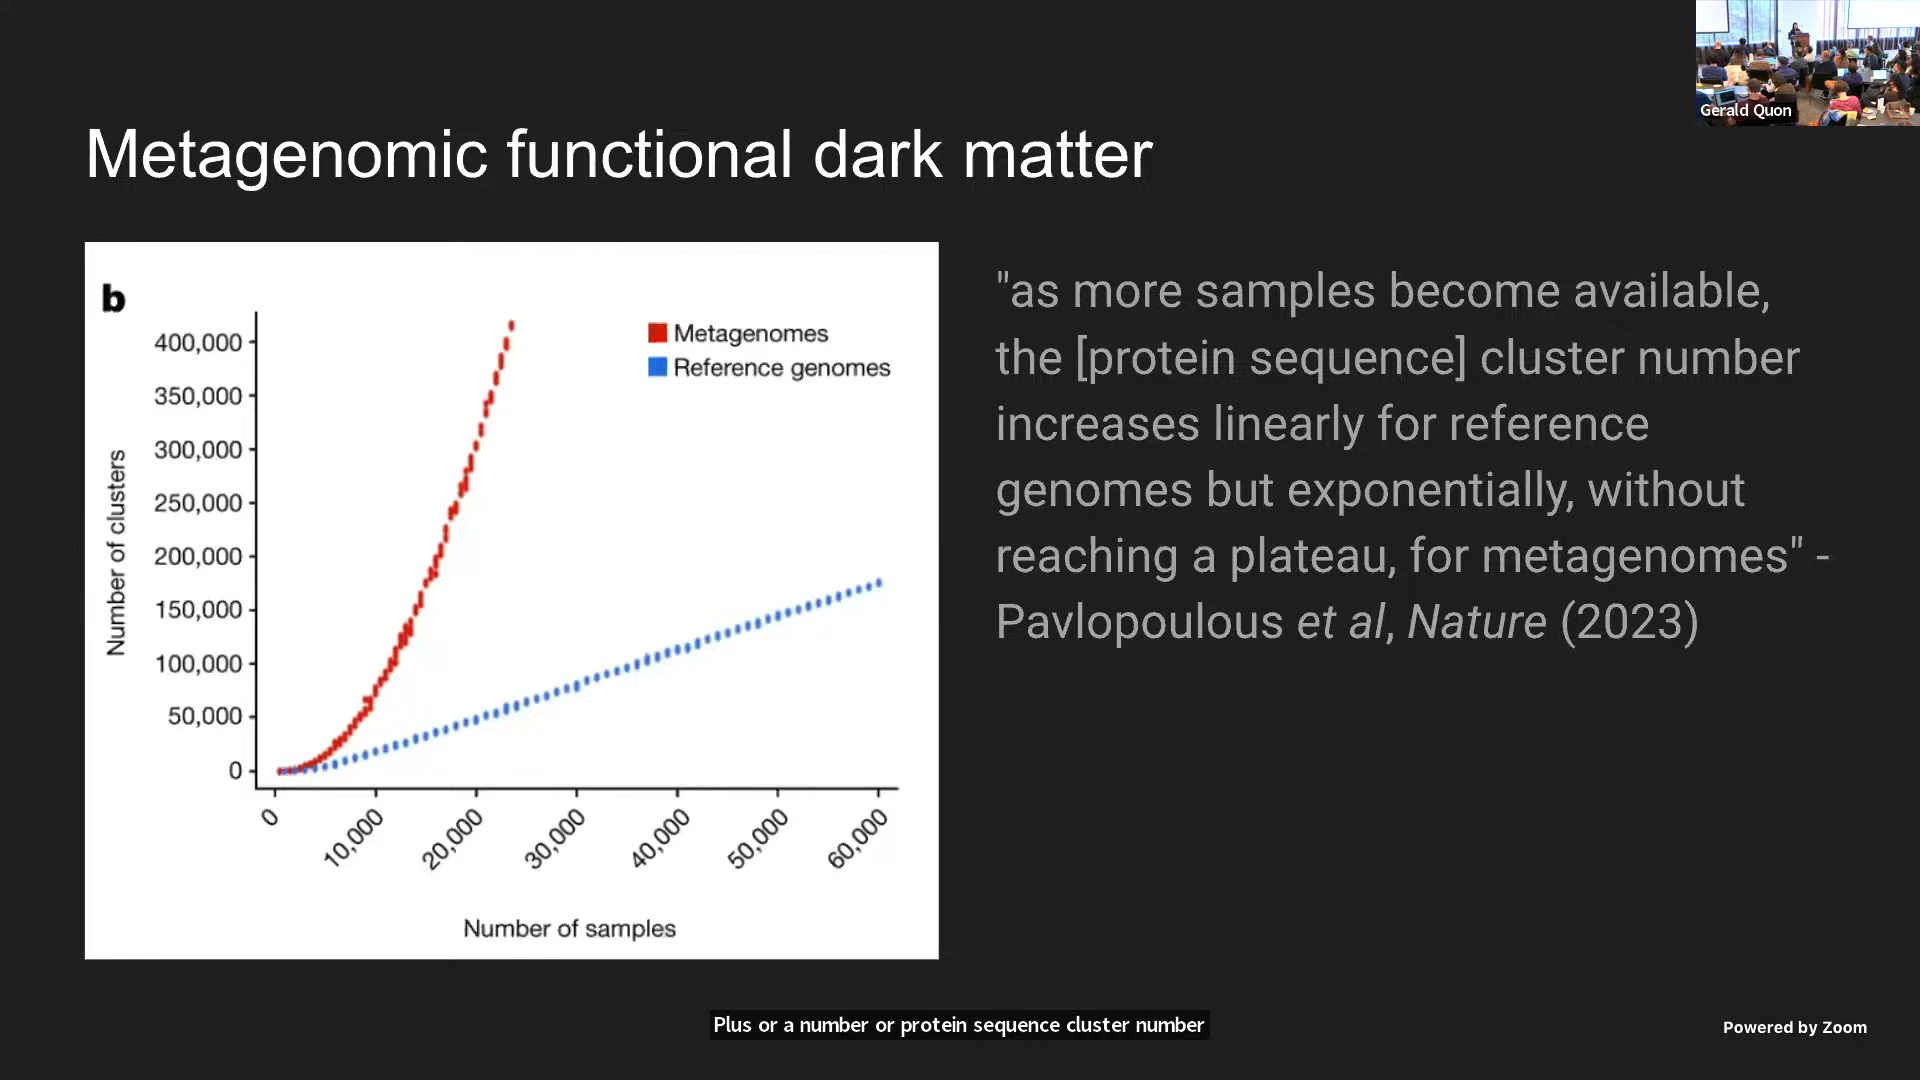 Gerald Quon
Metagenomic functional dark matter
b
Metagenomes
Reference genomes
Number of clusters
400,000
350,000
300,000
250,000
200,000
150,000
100,000
50,000
0
0
10,000
20,000
30,000
40,000
50,000
60,000
Number of samples
"as more samples become available,
the [protein sequence] cluster number
increases linearly for reference
genomes but exponentially, without
reaching a plateau, for metagenomes" -
Pavlopoulous et al, Nature (2023)
Plus or a number or protein sequence cluster number
Powered by Zoom